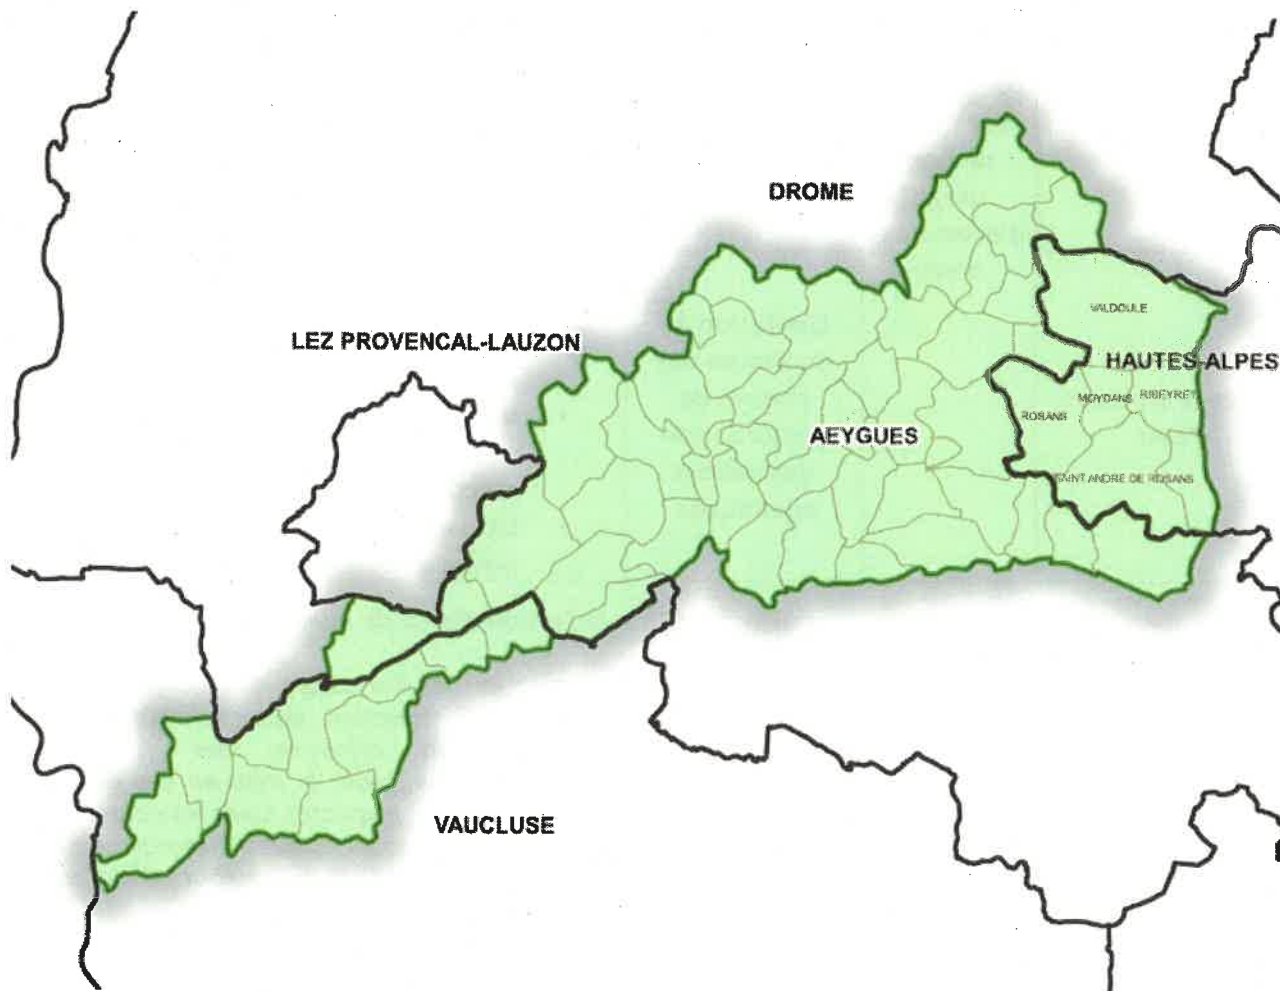 DROME
VALDOULE
LEZ PROVENCAL-LAUZON
HAUTES-ALPES
MOYDANS
RIBEYRET
ROSANS
AEYGUES
SAINT ANDRE DE ROSANS
VAUCLUSE